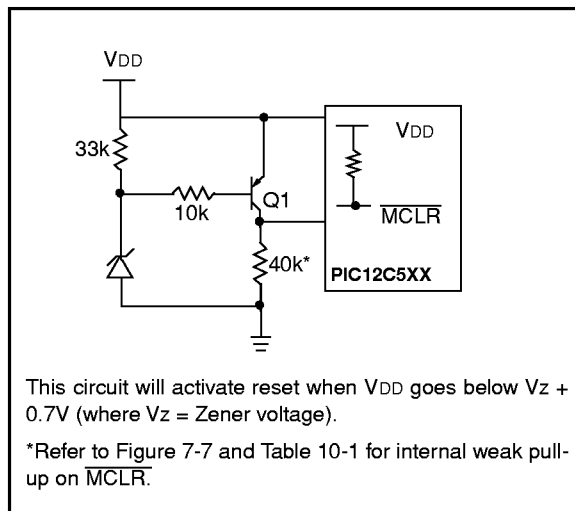 VDD
33k
10k
Q1
40k*
VDD
MCLR
PIC12C5XX
This circuit will activate reset when VDD goes below Vz +
0.7V (where Vz = Zener voltage).
*Refer to Figure 7-7 and Table 10-1 for internal weak pull-
up on MCLR.